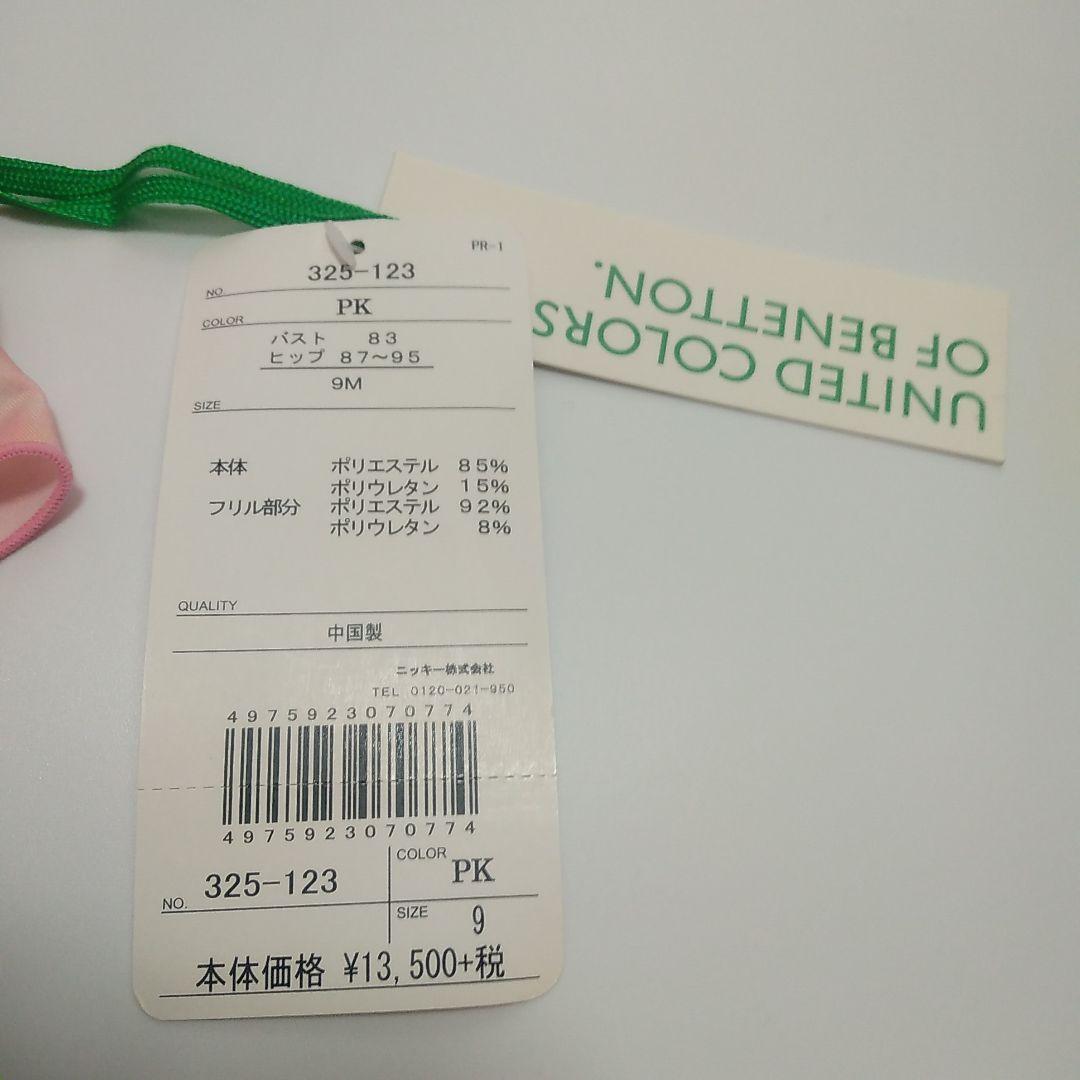 PR-1
NO. 325-123
COLOR PK
バスト 83
ヒップ 87～95
9M
SIZE
本体 ポリエステル 85%
ポリウレタン 15%
フリル部分 ポリエステル 92%
ポリウレタン 8%
QUALITY
中国製
ニッキー株式会社
TEL 0120-021-950
4975923070774
4975923070774
NO. 325-123
COLOR PK
SIZE 9
本体価格 ¥13,500+税
UNITED COLORS
OF BENETTON.